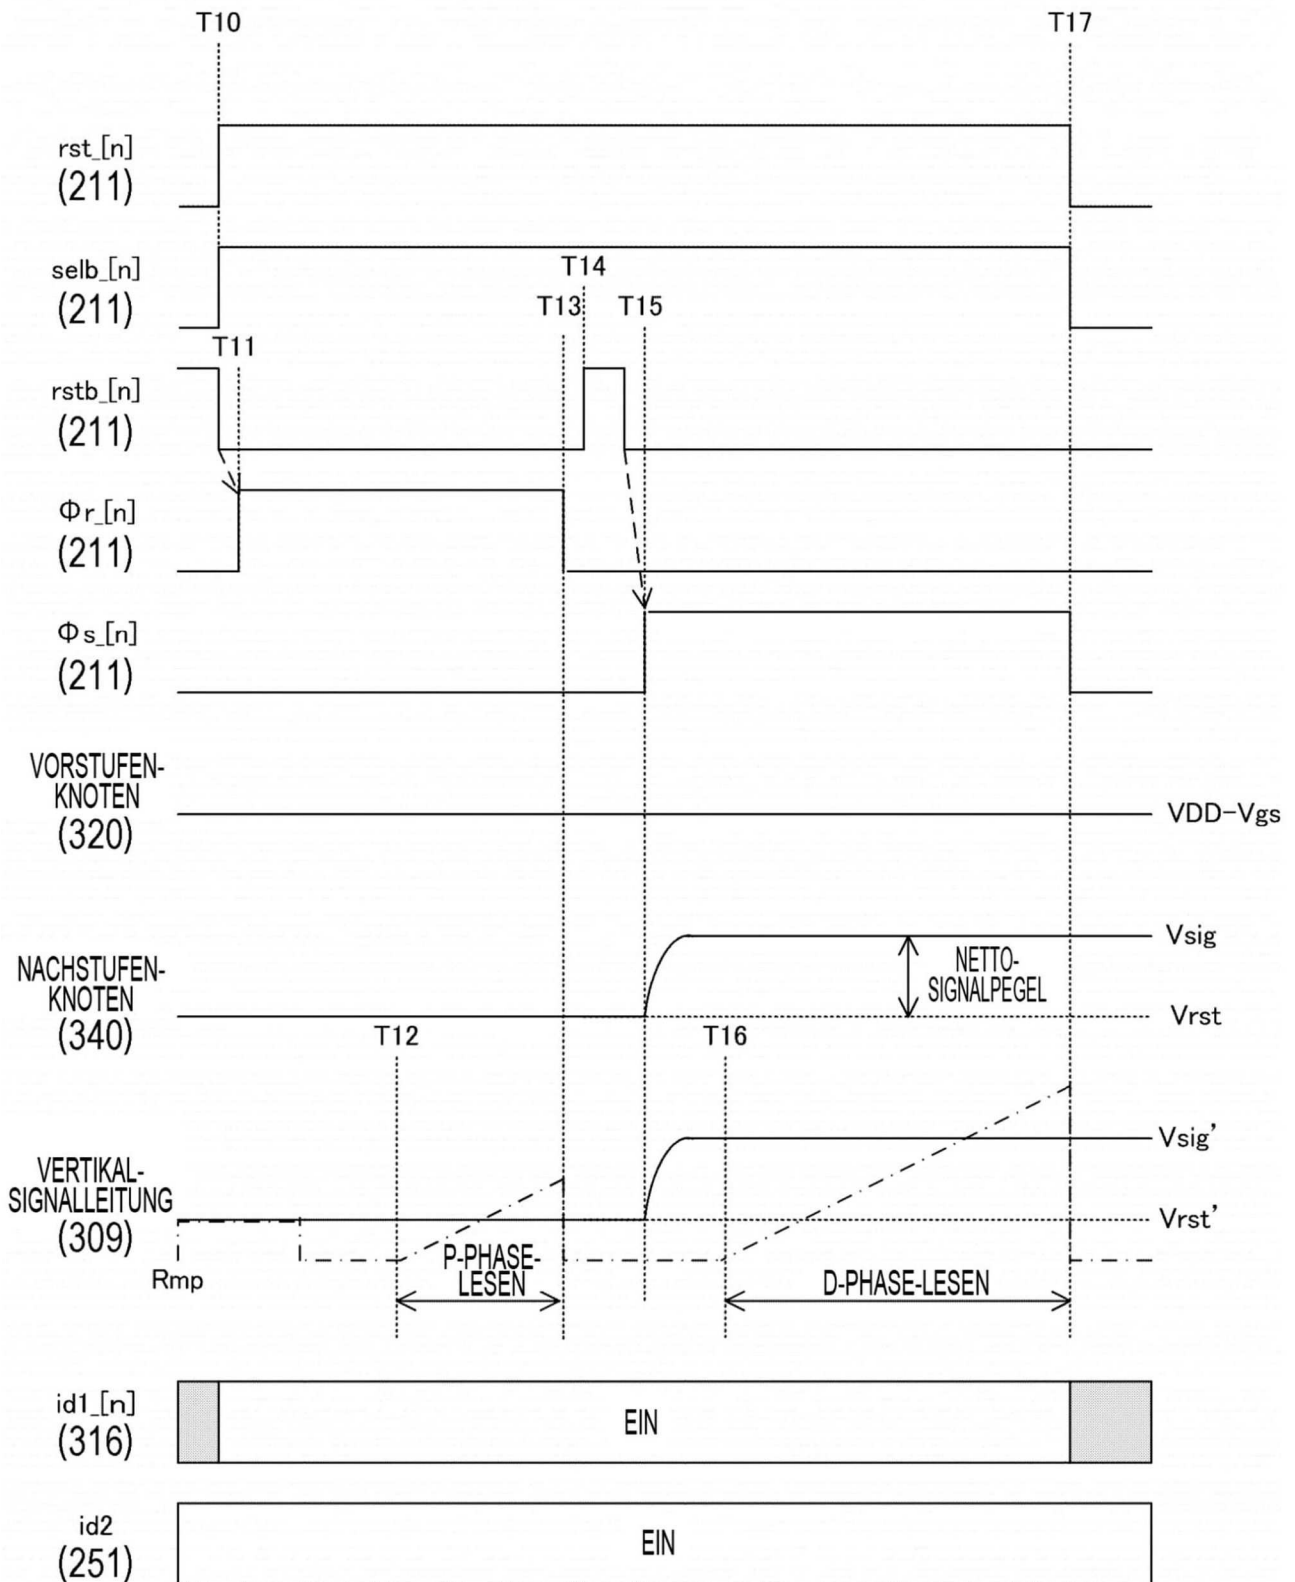 T10
T17
rst_[n]
(211)
selb_[n]
(211)
T14
T13
T15
T11
rstb_[n]
(211)
Φr_[n]
(211)
Φs_[n]
(211)
VORSTUFEN-
KNOTEN
(320)
VDD-Vgs
Vsig
NETTO-
SIGNALPEGEL
NACHSTUFEN-
KNOTEN
(340)
Vrst
T12
T16
Vsig'
VERTIKAL-
SIGNALLEITUNG
(309)
Vrst'
Rmp
P-PHASE-
LESEN
D-PHASE-LESEN
id1_[n]
(316)
EIN
id2
(251)
EIN